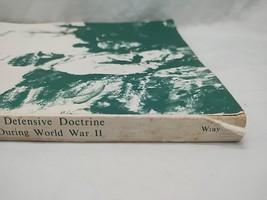 Defensive Doctrine
During World War II
Wray